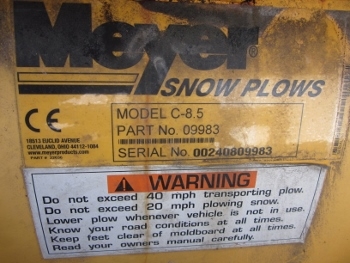 Meyer
SNOW PLOWS
CE
MODEL C-8.5
PART No. 09983
18513 EUCLID AVENUE
CLEVELAND, OHIO 44112-1084
www.meyerproducts.com
SERIAL No. 00240809983
WARNING
Do not exceed 40 mph transporting plow.
Do not exceed 20 mph plowing snow.
Lower plow whenever vehicle is not in use.
Know your road conditions at all times.
Keep feet clear of moldboard at all times.
Read your owners manual carefully.